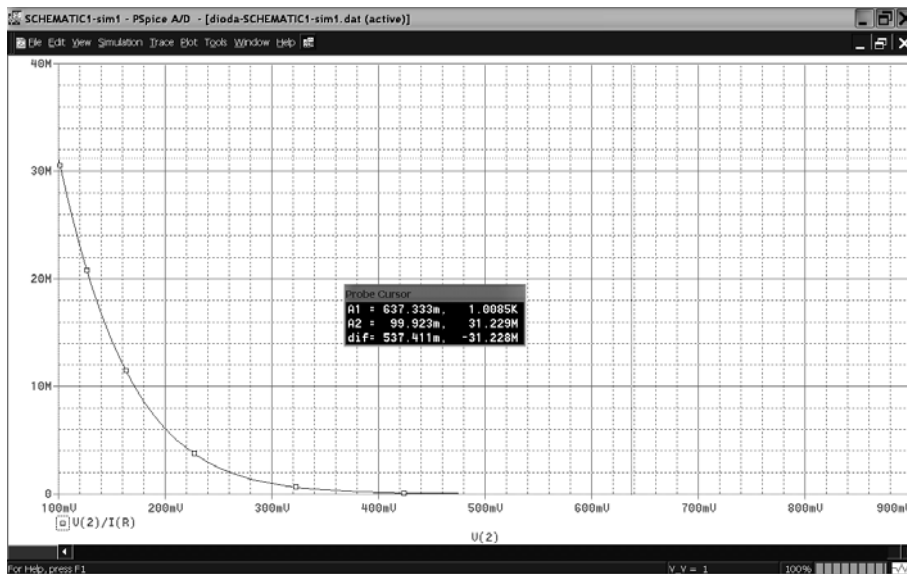 SCHEMATIC1-sim1 - PSpice A/D - [dioda-SCHEMATIC1-sim1.dat (active)]
File Edit View Simulation Trace Plot Tools Window Help
40M
30M
20M
10M
0
Probe Cursor
A1 = 637.333m, 1.0085K
A2 = 99.923m, 31.229M
dif= 537.411m, -31.228M
100mV 200mV 300mV 400mV 500mV 600mV 700mV 800mV 900mV
U(2)/I(R)
U(2)
For Help, press F1 V_V = 1 100%